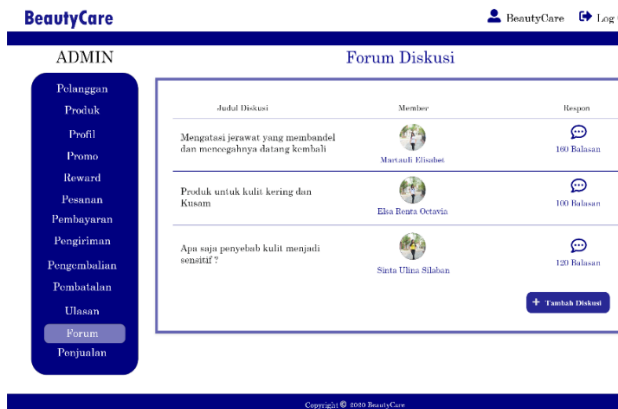 BeautyCare
BeautyCare
Log
ADMIN
Forum Diskusi
Pelanggan
Produk
Profil
Promo
Reward
Pesanan
Pembayaran
Pengiriman
Pengembalian
Pembatalan
Ulasan
Forum
Penjualan
Judul Diskusi
Member
Respon
Mengatasi jerawat yang membandel
dan mencegahnya datang kembali
Martauli Elisabet
160 Balasan
Produk untuk kulit kering dan
Kusam
Elsa Renta Octavia
100 Balasan
Apa saja penyebab kulit menjadi
sensitif ?
Sinta Ulina Silaban
120 Balasan
+ Tambah Diskusi
Copyright © 2020 BeautyCare